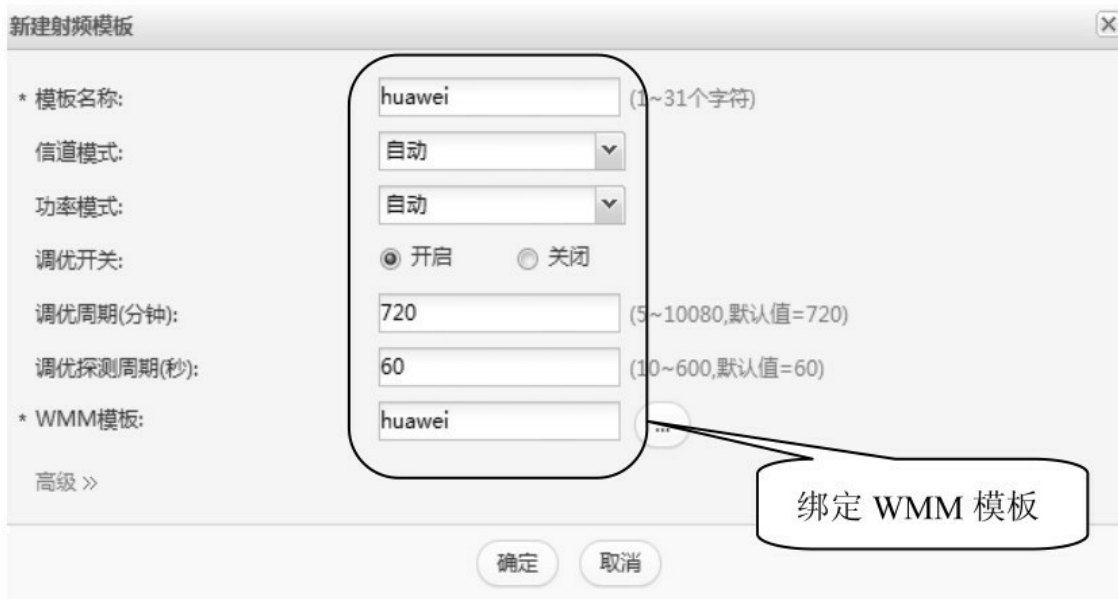 新建射频模板
* 模板名称: huawei (1~31个字符)
信道模式: 自动
功率模式: 自动
调优开关: 开启 关闭
调优周期(分钟): 720 (5~10080,默认值=720)
调优探测周期(秒): 60 (10~600,默认值=60)
* WMM模板: huawei ...
高级 »
绑定 WMM 模板
确定 取消